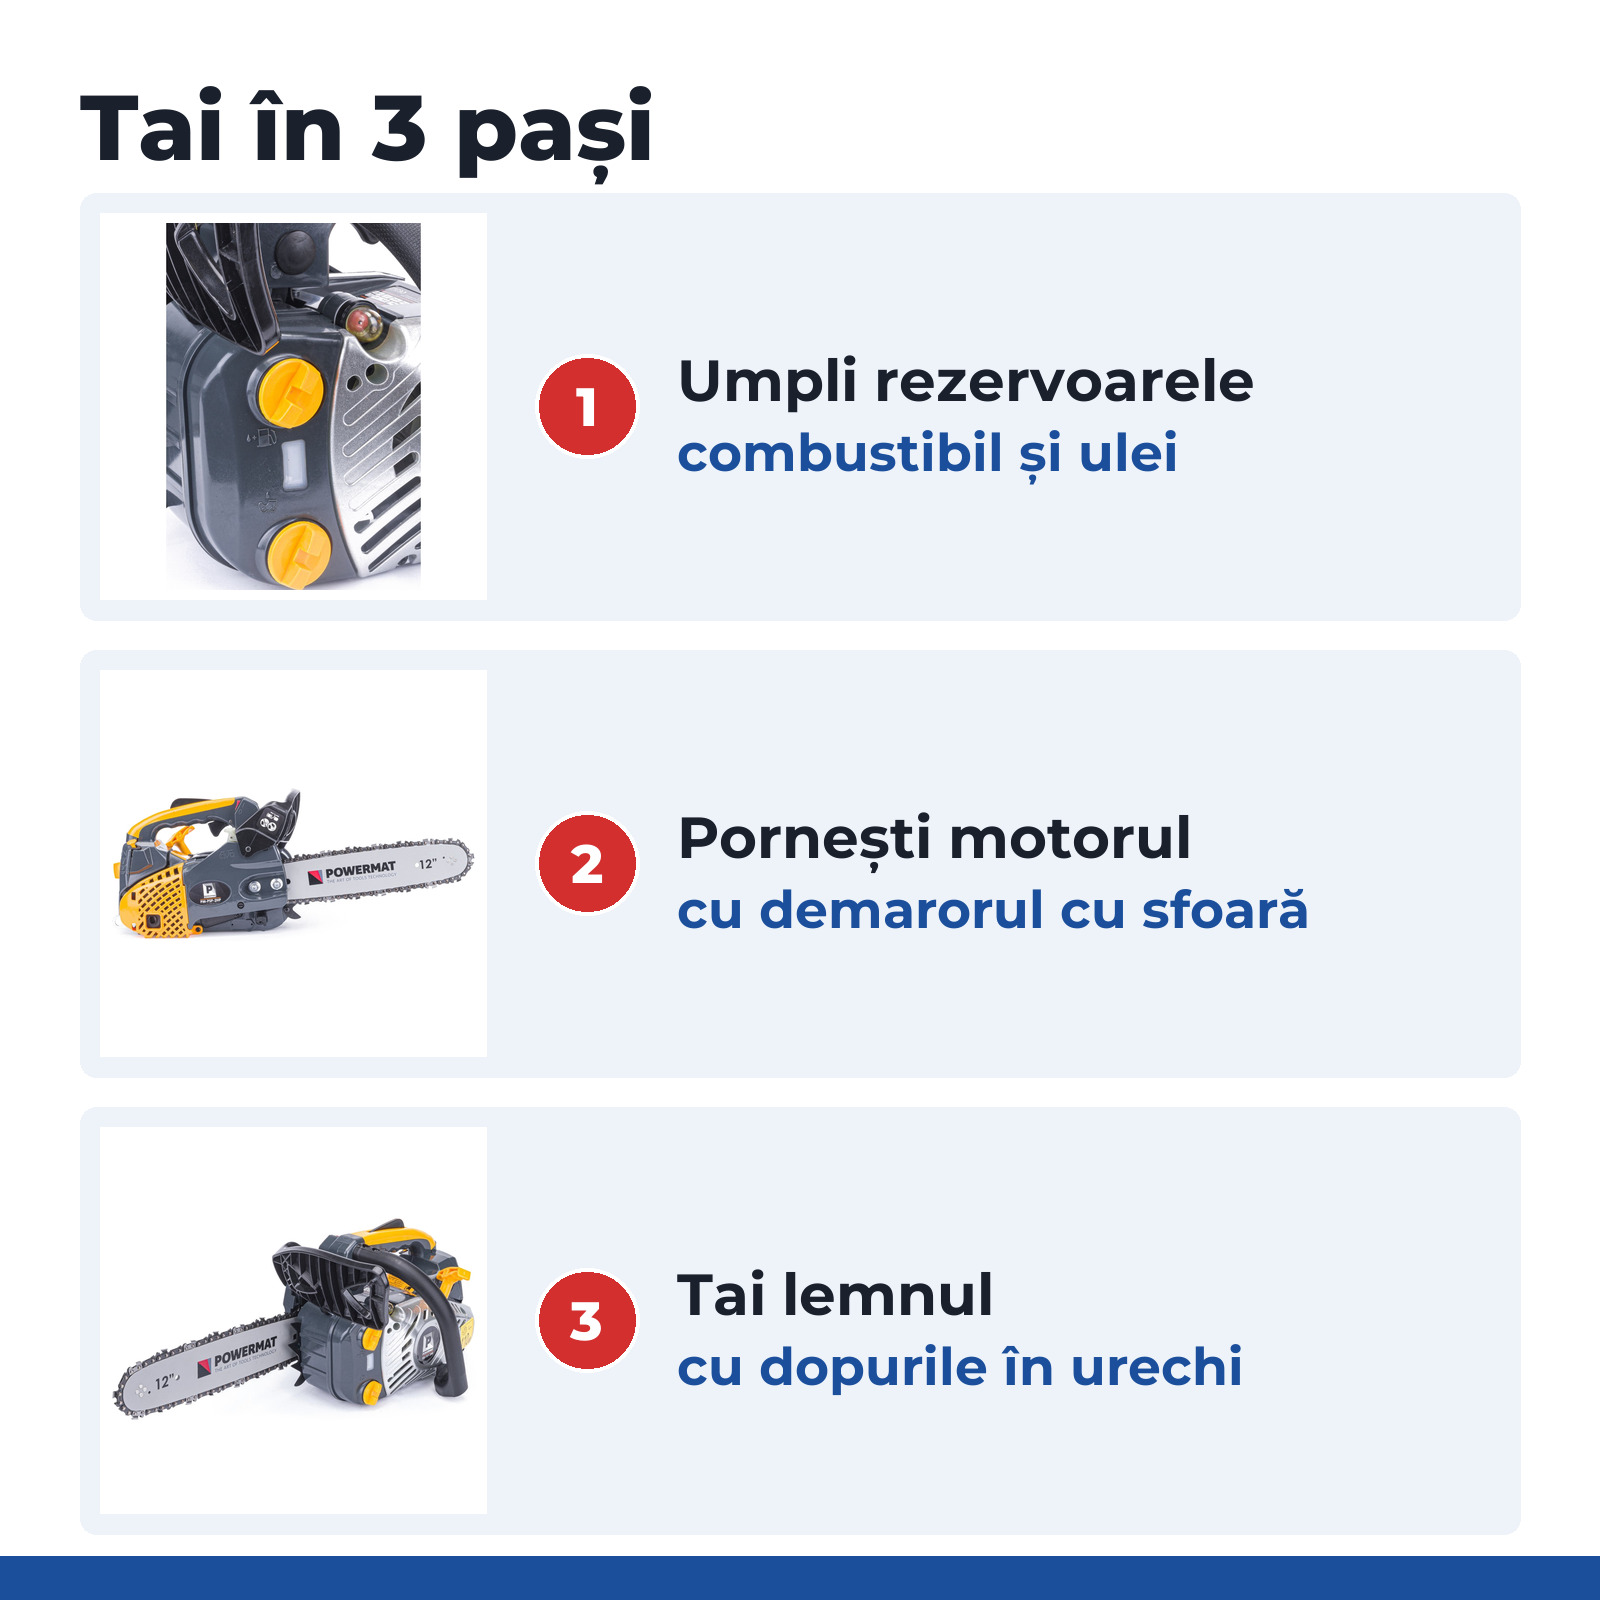 Tai în 3 pași
1
Umpli rezervoarele
combustibil și ulei
POWERMAT
12"
P
2
Pornești motorul
cu demarorul cu sfoară
POWERMAT
12"
P
3
Tai lemnul
cu dopurile în urechi